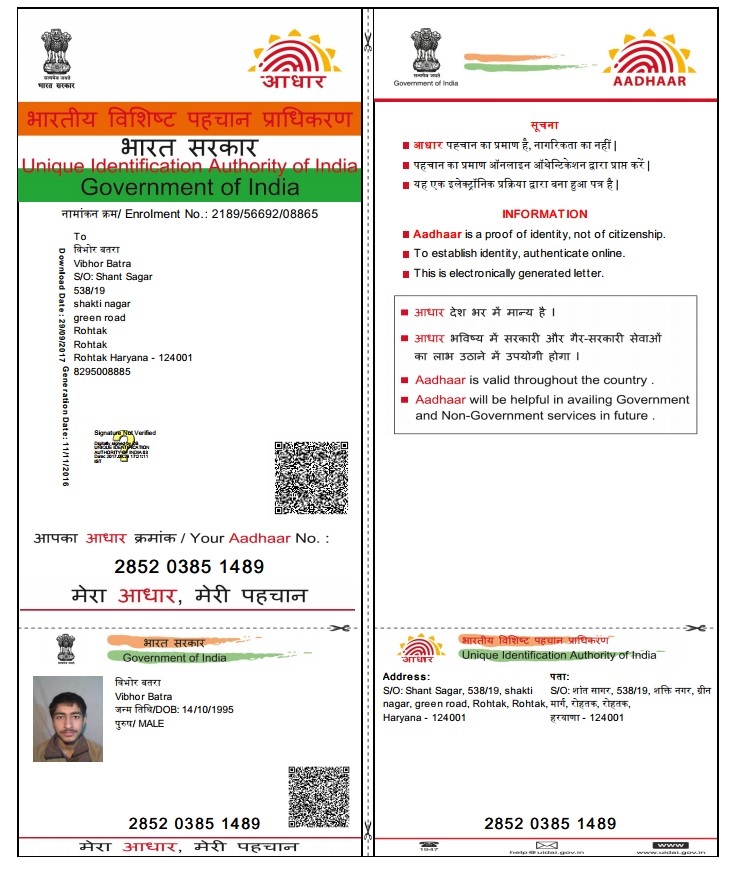 सत्यमेव जयते
भारत सरकार
आधार
भारतीय विशिष्ट पहचान प्राधिकरण
भारत सरकार
Unique Identification Authority of India
Government of India
नामांकन क्रम/ Enrolment No.: 2189/56692/08865
To
विभोर बतरा
Vibhor Batra
S/O: Shant Sagar
538/19
shakti nagar
green road
Rohtak
Rohtak
Rohtak Haryana - 124001
8295008885
Download Date: 29/09/2017 Generation Date: 11/11/2016
Signature Not Verified
Digitally signed by
UNIQUE IDENTIFICATION
AUTHORITY OF INDIA 03
IST
आपका आधार क्रमांक / Your Aadhaar No. :
2852 0385 1489
मेरा आधार, मेरी पहचान
भारत सरकार
Government of India
विभोर बतरा
Vibhor Batra
जन्म तिथि/DOB: 14/10/1995
पुरुष/ MALE
2852 0385 1489
मेरा आधार, मेरी पहचान
सत्यमेव जयते
Government of India
AADHAAR
सूचना
आधार पहचान का प्रमाण है, नागरिकता का नहीं |
पहचान का प्रमाण ऑनलाइन ऑथेन्टिकेशन द्वारा प्राप्त करें |
यह एक इलेक्ट्रॉनिक प्रक्रिया द्वारा बना हुआ पत्र है |
INFORMATION
Aadhaar is a proof of identity, not of citizenship.
To establish identity, authenticate online.
This is electronically generated letter.
आधार देश भर में मान्य है ।
आधार भविष्य में सरकारी और गैर-सरकारी सेवाओं
का लाभ उठाने में उपयोगी होगा ।
Aadhaar is valid throughout the country .
Aadhaar will be helpful in availing Government
and Non-Government services in future .
आधार
भारतीय विशिष्ट पहचान प्राधिकरण
Unique Identification Authority of India
Address:
S/O: Shant Sagar, 538/19, shakti
nagar, green road, Rohtak, Rohtak,
Haryana - 124001
पता:
S/O: शांत सागर, 538/19, शक्ति नगर, ग्रीन
मार्ग, रोहतक, रोहतक,
हरयाणा - 124001
2852 0385 1489
1947
help@uidai.gov.in
www
www.uidai.gov.in